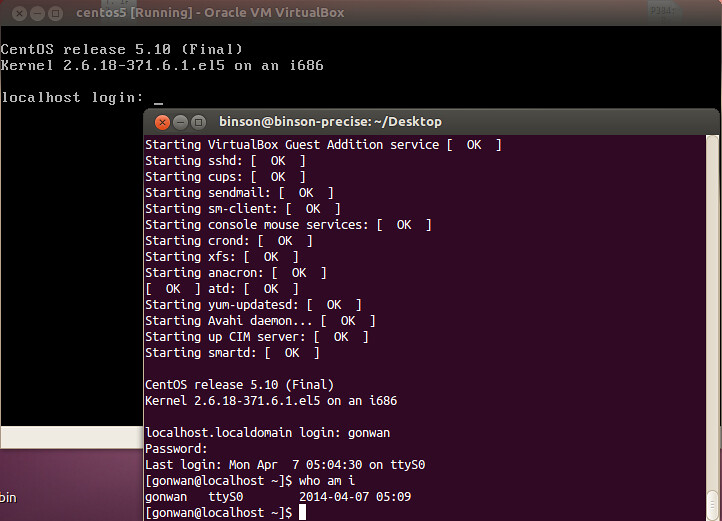 centos5 [Running] - Oracle VM VirtualBox
CentOS release 5.10 (Final)
Kernel 2.6.18-371.6.1.el5 on an i686
localhost login: _
binson@binson-precise: ~/Desktop
Starting VirtualBox Guest Addition service [  OK  ]
Starting sshd: [  OK  ]
Starting cups: [  OK  ]
Starting sendmail: [  OK  ]
Starting sm-client: [  OK  ]
Starting console mouse services: [  OK  ]
Starting crond: [  OK  ]
Starting xfs: [  OK  ]
Starting anacron: [  OK  ]
[  OK  ] atd: [  OK  ]
Starting yum-updatesd: [  OK  ]
Starting Avahi daemon... [  OK  ]
Starting up CIM server: [  OK  ]
Starting smartd: [  OK  ]
CentOS release 5.10 (Final)
Kernel 2.6.18-371.6.1.el5 on an i686
localhost.localdomain login: gonwan
Password:
Last login: Mon Apr  7 05:04:30 on ttyS0
[gonwan@localhost ~]$ who am i
gonwan   ttyS0        2014-04-07 05:09
[gonwan@localhost ~]$
bin